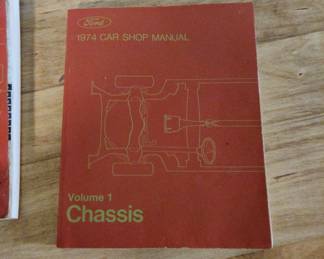 Ford
1974 CAR SHOP MANUAL
Volume 1
Chassis